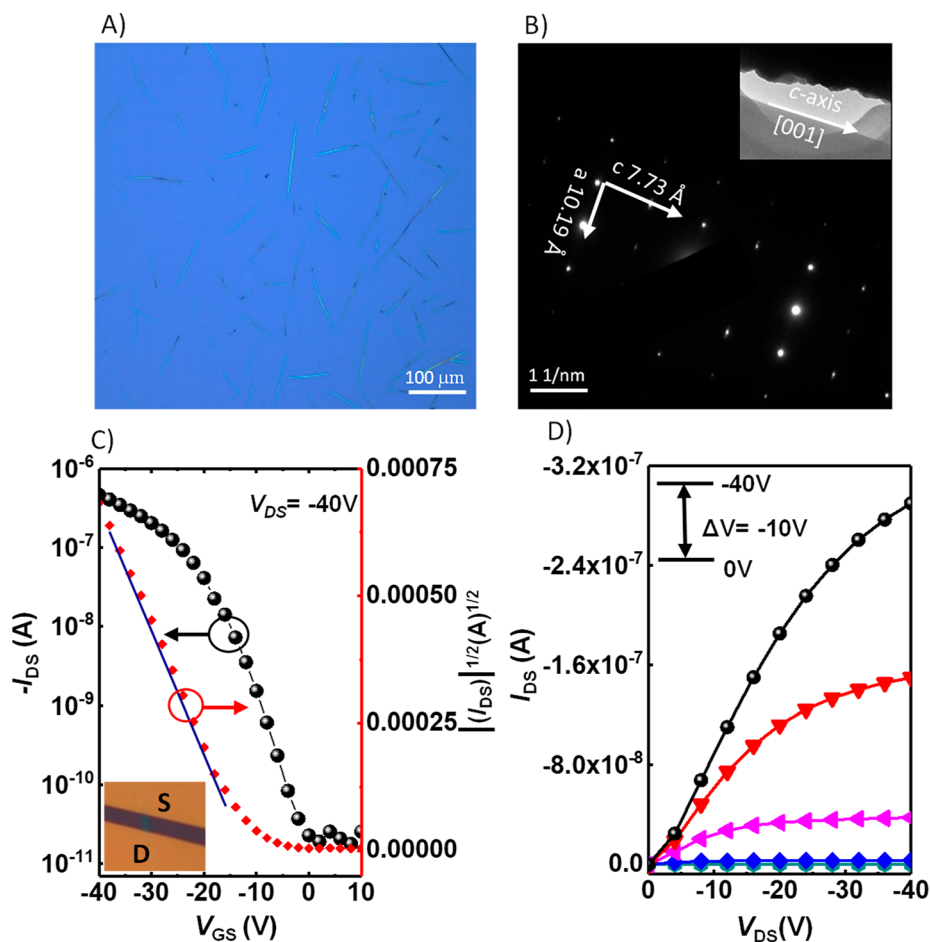 A)
100 μm
B)
c-axis
[001]
c 7.73 Å
a 10.19 Å
1 1/nm
C)
10⁻⁶
10⁻⁷
10⁻⁸
10⁻⁹
10⁻¹⁰
10⁻¹¹
-I_DS (A)
V_DS= -40V
0.00075
0.00050
0.00025
0.00000
|(I_DS)|^1/2(A)^1/2
S
D
-40 -30 -20 -10 0 10
V_GS (V)
D)
-3.2x10⁻⁷
-2.4x10⁻⁷
-1.6x10⁻⁷
-8.0x10⁻⁸
0.0
I_DS (A)
-40V
ΔV= -10V
0V
0 -10 -20 -30 -40
V_DS(V)